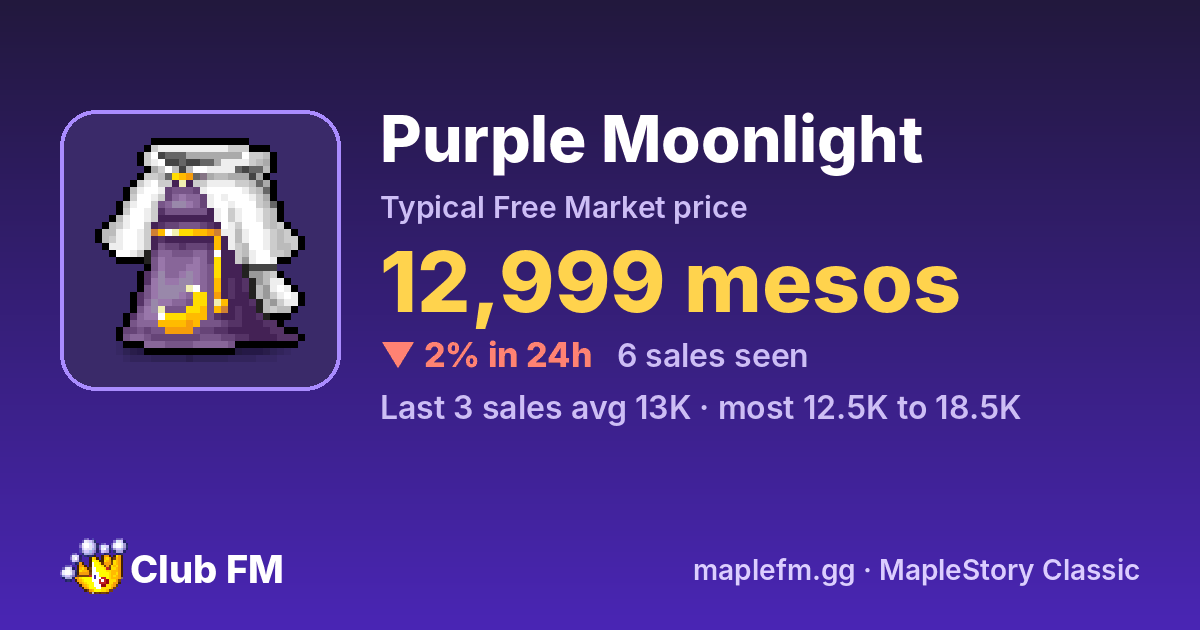 Purple Moonlight
Typical Free Market price
12,999 mesos
▼ 2% in 24h 6 sales seen
Last 3 sales avg 13K · most 12.5K to 18.5K
Club FM
maplefm.gg · MapleStory Classic